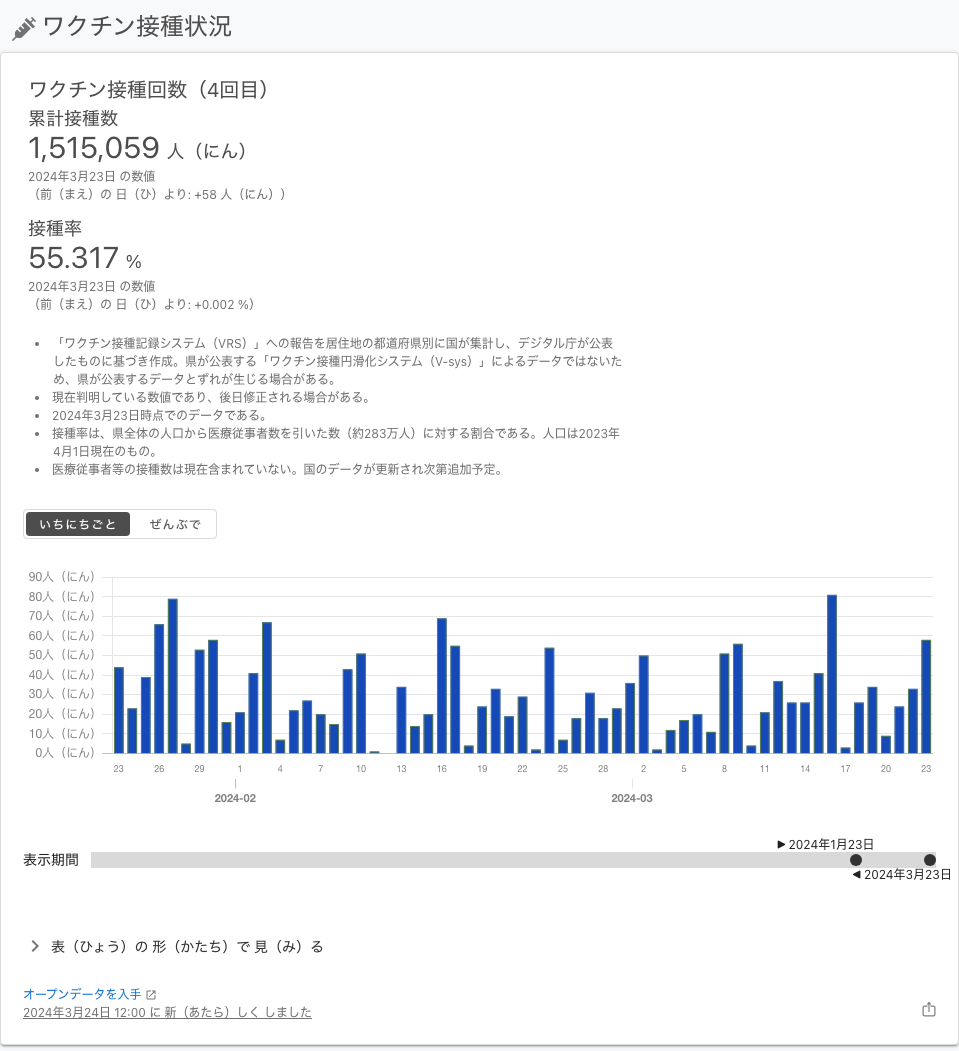 ワクチン接種状況
ワクチン接種回数（4回目）
累計接種数
1,515,059 人（にん）
2024年3月23日 の数値
（前（まえ）の 日（ひ）より: +58 人（にん））
接種率
55.317 %
2024年3月23日 の数値
（前（まえ）の 日（ひ）より: +0.002 %）
• 「ワクチン接種記録システム（VRS）」への報告を居住地の都道府県別に国が集計し、デジタル庁が公表
したものに基づき作成。県が公表する「ワクチン接種円滑化システム（V-sys）」によるデータではないた
め、県が公表するデータとずれが生じる場合がある。
• 現在判明している数値であり、後日修正される場合がある。
• 2024年3月23日時点でのデータである。
• 接種率は、県全体の人口から医療従事者数を引いた数（約283万人）に対する割合である。人口は2023年
4月1日現在のもの。
• 医療従事者等の接種数は現在含まれていない。国のデータが更新され次第追加予定。
いちにちごと ぜんぶで
90人（にん）
80人（にん）
70人（にん）
60人（にん）
50人（にん）
40人（にん）
30人（にん）
20人（にん）
10人（にん）
0人（にん）
23 26 29 1 4 7 10 13 16 19 22 25 28 2 5 8 11 14 17 20 23
2024-02 2024-03
▶ 2024年1月23日
表示期間
◀ 2024年3月23日
表（ひょう）の 形（かたち）で 見（み）る
オープンデータを入手
2024年3月24日 12:00 に 新（あたら）しく しました